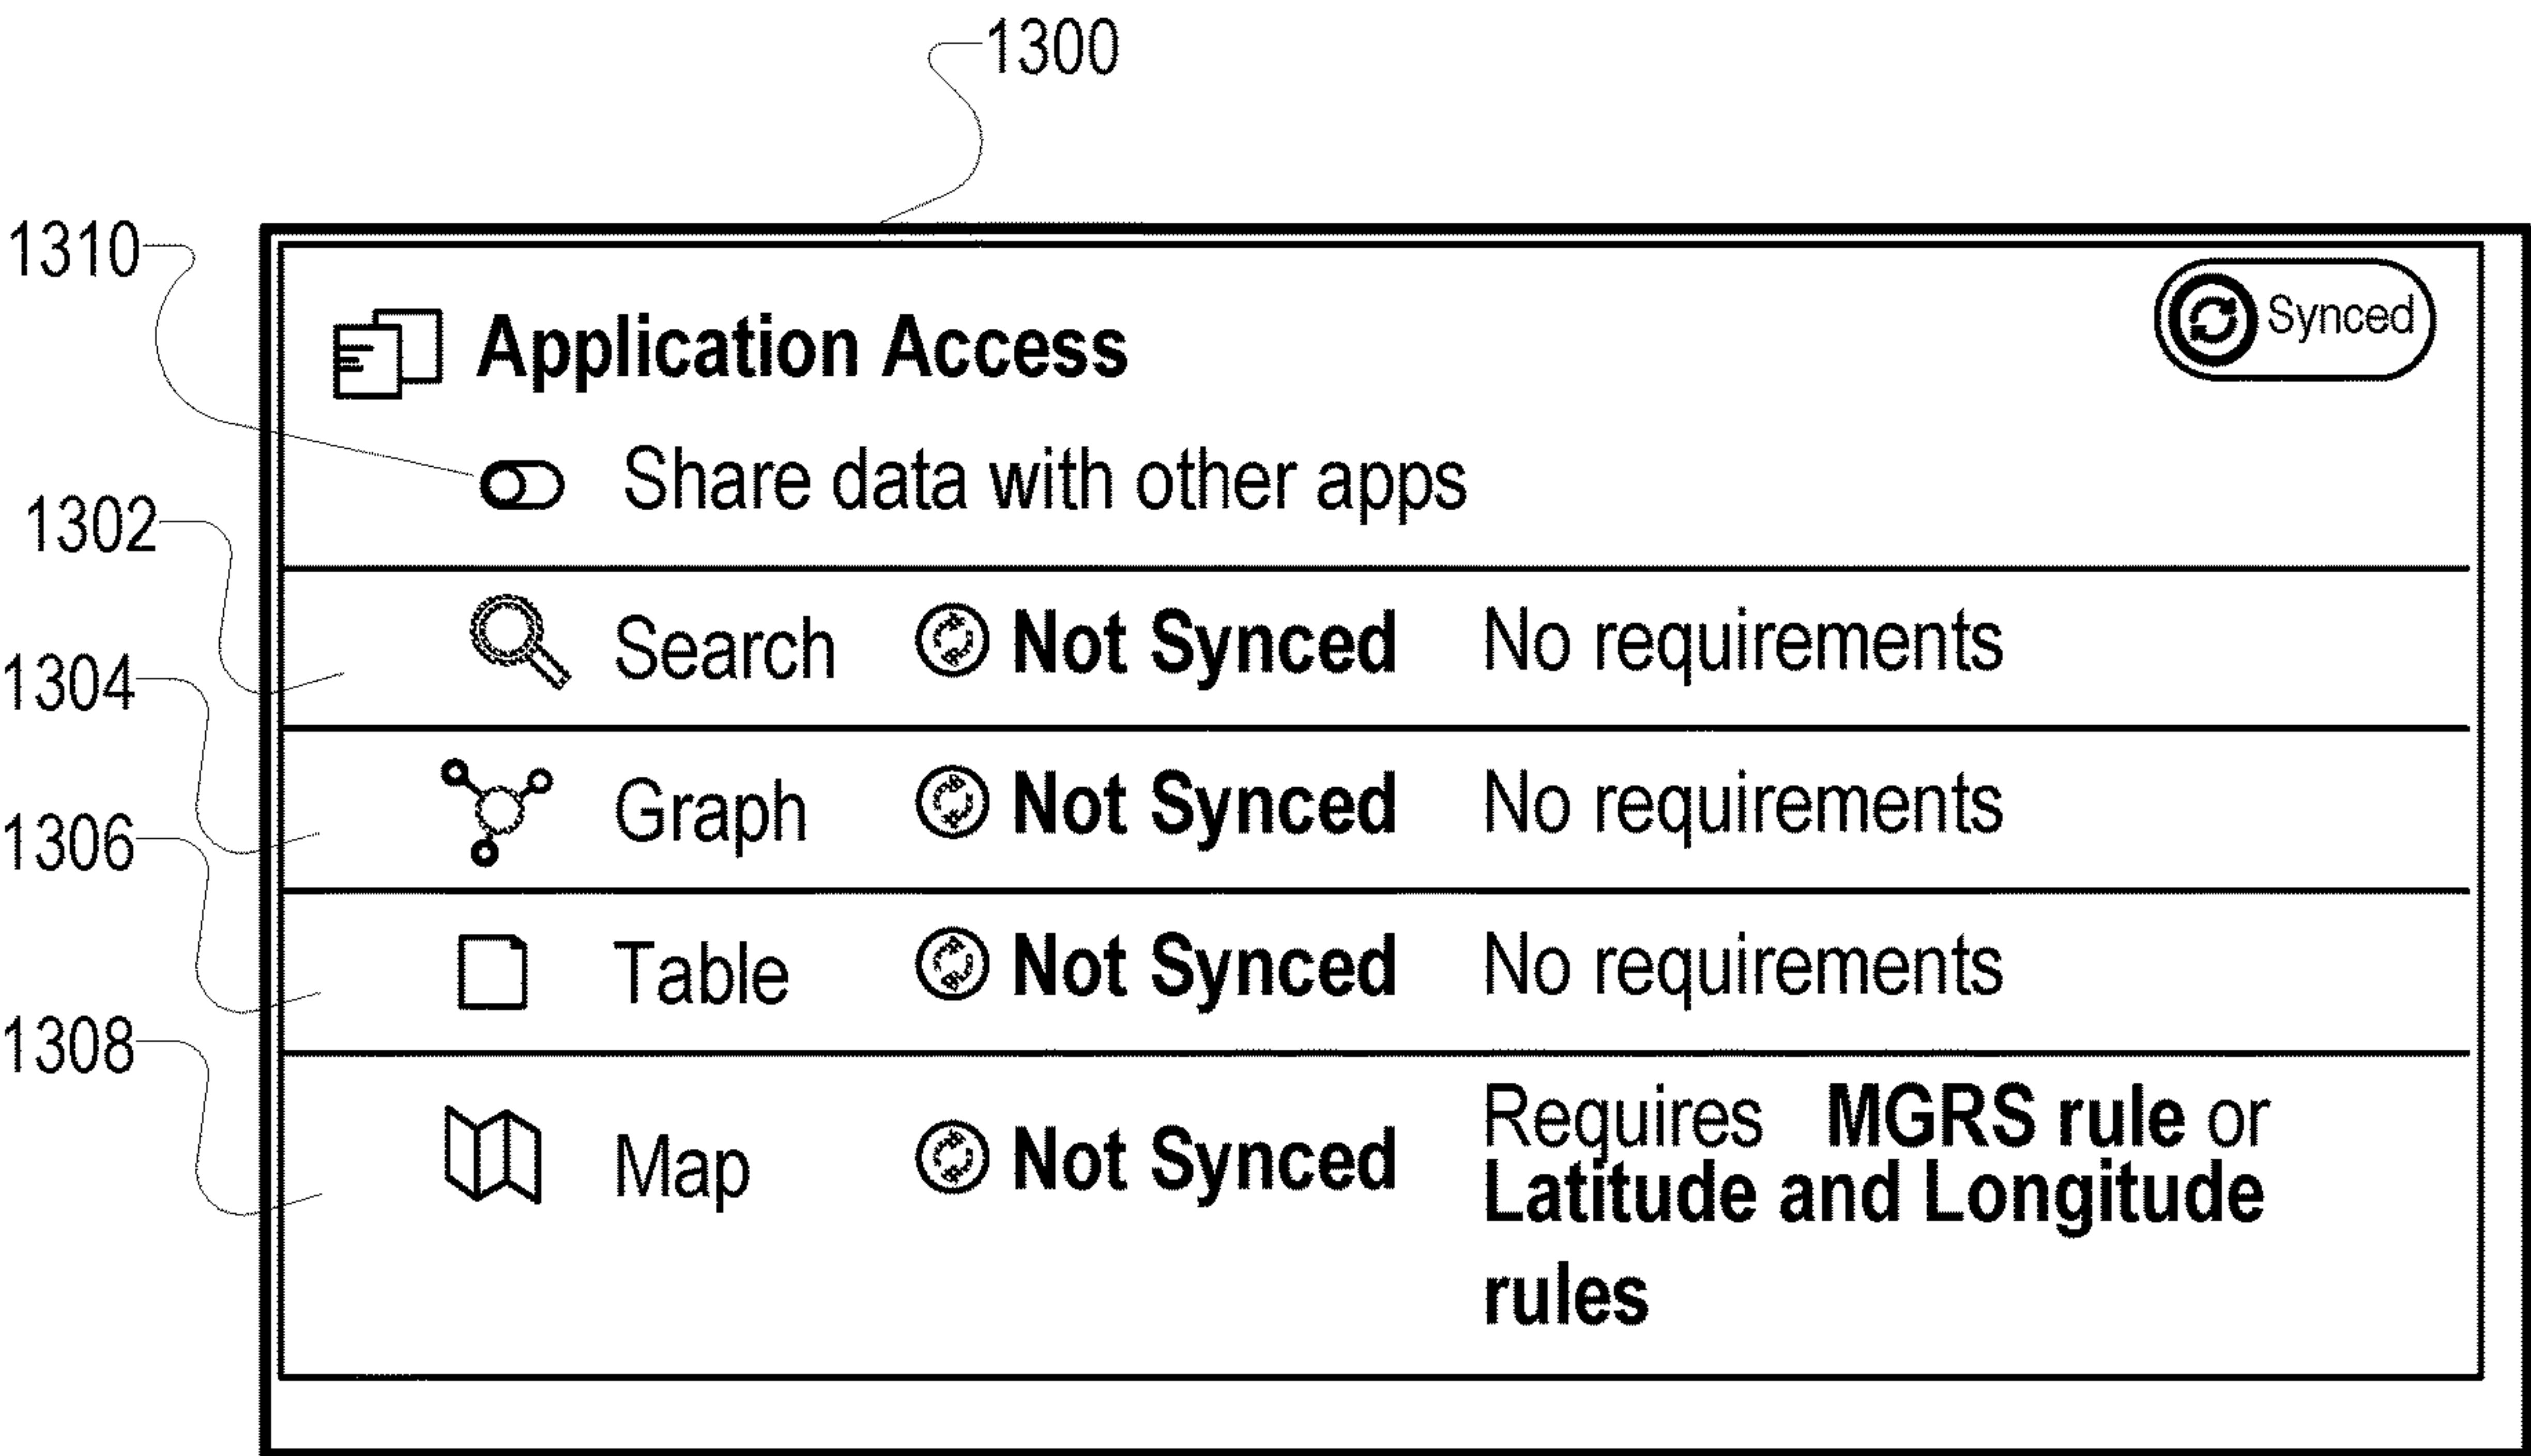 1300
1310
Application Access
Synced
Share data with other apps
1302
Search Not Synced No requirements
1304
Graph Not Synced No requirements
1306
Table Not Synced No requirements
1308
Map Not Synced Requires MGRS rule or
Latitude and Longitude
rules